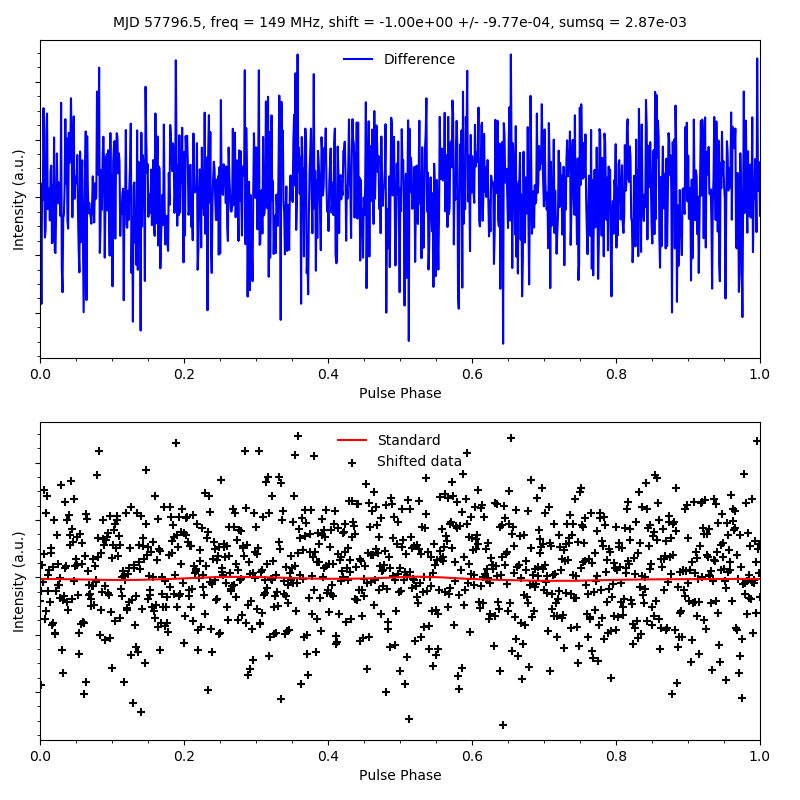 MJD 57796.5, freq = 149 MHz, shift = -1.00e+00 +/- -9.77e-04, sumsq = 2.87e-03
Difference
Intensity (a.u.)
0.0 0.2 0.4 0.6 0.8 1.0
Pulse Phase
Standard
Shifted data
Intensity (a.u.)
0.0 0.2 0.4 0.6 0.8 1.0
Pulse Phase